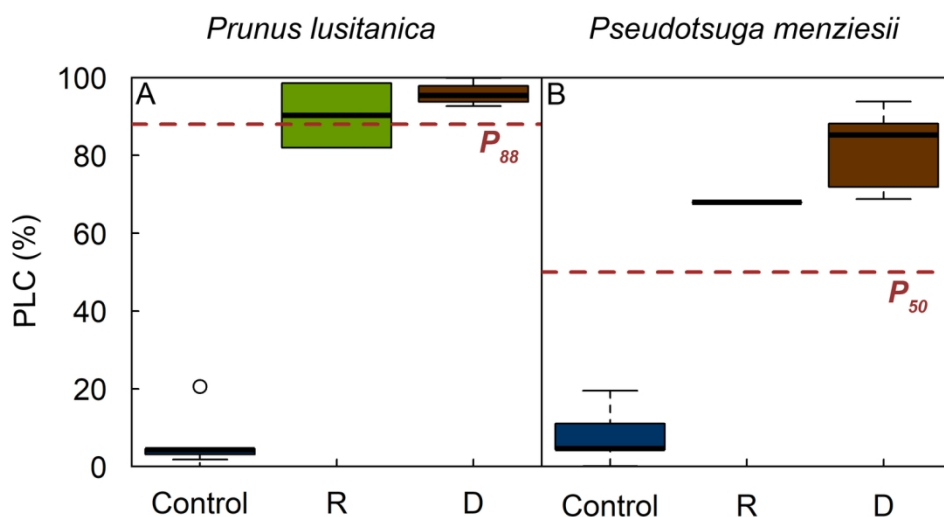 Prunus lusitanica Pseudotsuga menziesii
A B
PLC (%)
100
80
60
40
20
0
P88
P50
Control R D Control R D